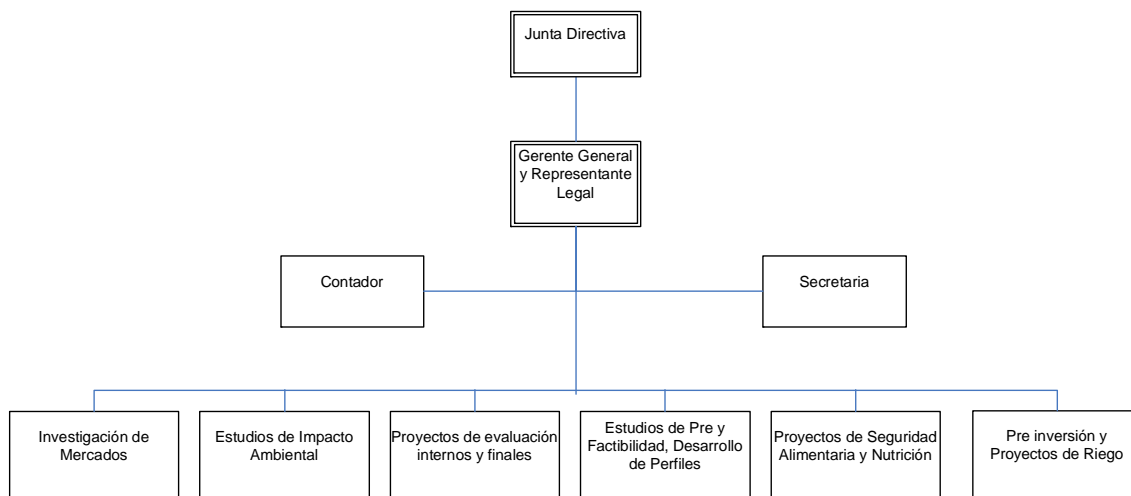 Junta Directiva
Gerente General
y Representante
Legal
Contador
Secretaria
Investigación de
Mercados
Estudios de Impacto
Ambiental
Proyectos de evaluación
internos y finales
Estudios de Pre y
Factibilidad, Desarrollo
de Perfiles
Proyectos de Seguridad
Alimentaria y Nutrición
Pre inversión y
Proyectos de Riego